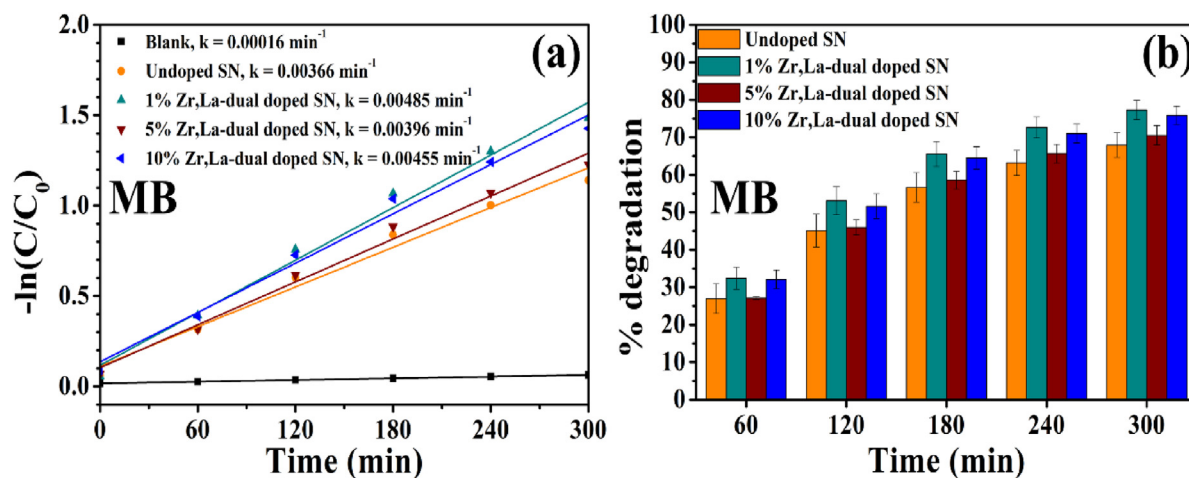 (a)
Blank, k = 0.00016 min⁻¹
Undoped SN, k = 0.00366 min⁻¹
1% Zr,La-dual doped SN, k = 0.00485 min⁻¹
5% Zr,La-dual doped SN, k = 0.00396 min⁻¹
10% Zr,La-dual doped SN, k = 0.00455 min⁻¹
MB
-ln(C/C₀)
2.0
1.5
1.0
0.5
0.0
0 60 120 180 240 300
Time (min)
(b)
Undoped SN
1% Zr,La-dual doped SN
5% Zr,La-dual doped SN
10% Zr,La-dual doped SN
MB
% degradation
100
90
80
70
60
50
40
30
20
10
0
60 120 180 240 300
Time (min)